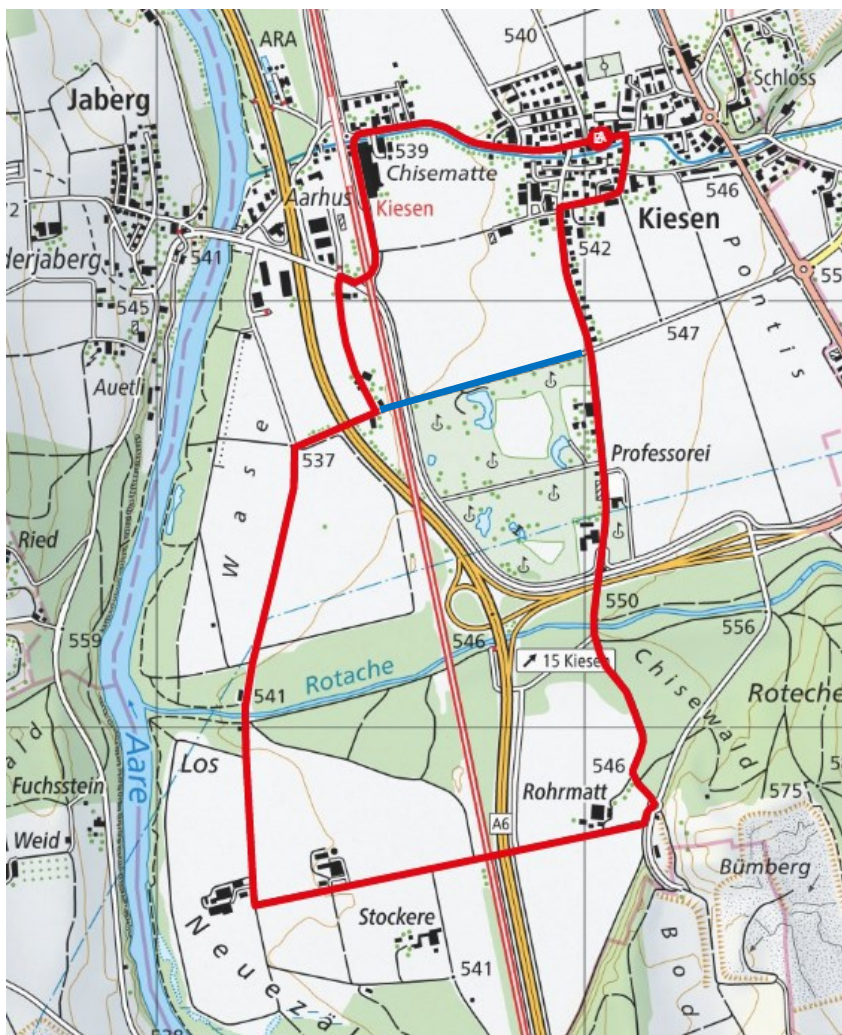 ARA
540
Schloss
Jaberg
539
Chisematte
Aarhus
Kiesen
546
Kiesen
542
Pontis
541
derjaberg
545
547
Auetli
Wase
537
Professorei
Ried
550
559
546
556
15 Kiesen
Rotache
Chisewald
541
Roteche
Aare
Los
546
Fuchsstein
Rohrmatt
575
Weid
A6
Bümberg
Stockere
Bod
541